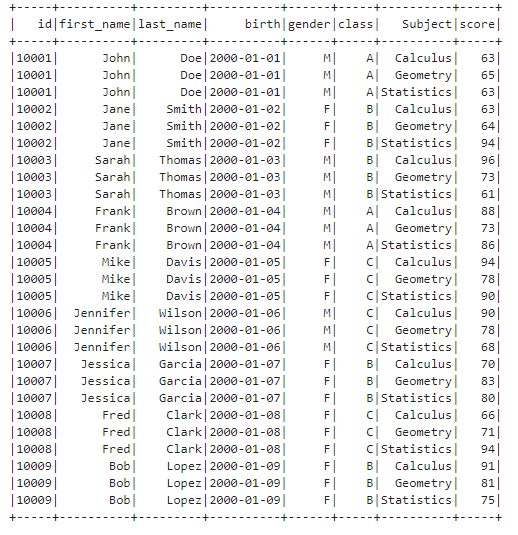 +-----+----------+---------+----------+------+-----+----------+-----+
|   id|first_name|last_name|     birth|gender|class|   Subject|score|
+-----+----------+---------+----------+------+-----+----------+-----+
|10001|      John|      Doe|2000-01-01|     M|    A|  Calculus|   63|
|10001|      John|      Doe|2000-01-01|     M|    A|  Geometry|   65|
|10001|      John|      Doe|2000-01-01|     M|    A|Statistics|   63|
|10002|      Jane|    Smith|2000-01-02|     F|    B|  Calculus|   63|
|10002|      Jane|    Smith|2000-01-02|     F|    B|  Geometry|   64|
|10002|      Jane|    Smith|2000-01-02|     F|    B|Statistics|   94|
|10003|     Sarah|   Thomas|2000-01-03|     M|    B|  Calculus|   96|
|10003|     Sarah|   Thomas|2000-01-03|     M|    B|  Geometry|   73|
|10003|     Sarah|   Thomas|2000-01-03|     M|    B|Statistics|   61|
|10004|     Frank|    Brown|2000-01-04|     M|    A|  Calculus|   88|
|10004|     Frank|    Brown|2000-01-04|     M|    A|  Geometry|   73|
|10004|     Frank|    Brown|2000-01-04|     M|    A|Statistics|   86|
|10005|      Mike|    Davis|2000-01-05|     F|    C|  Calculus|   94|
|10005|      Mike|    Davis|2000-01-05|     F|    C|  Geometry|   78|
|10005|      Mike|    Davis|2000-01-05|     F|    C|Statistics|   90|
|10006|  Jennifer|   Wilson|2000-01-06|     M|    C|  Calculus|   90|
|10006|  Jennifer|   Wilson|2000-01-06|     M|    C|  Geometry|   78|
|10006|  Jennifer|   Wilson|2000-01-06|     M|    C|Statistics|   68|
|10007|   Jessica|   Garcia|2000-01-07|     F|    B|  Calculus|   70|
|10007|   Jessica|   Garcia|2000-01-07|     F|    B|  Geometry|   83|
|10007|   Jessica|   Garcia|2000-01-07|     F|    B|Statistics|   80|
|10008|      Fred|    Clark|2000-01-08|     F|    C|  Calculus|   66|
|10008|      Fred|    Clark|2000-01-08|     F|    C|  Geometry|   71|
|10008|      Fred|    Clark|2000-01-08|     F|    C|Statistics|   94|
|10009|       Bob|    Lopez|2000-01-09|     F|    B|  Calculus|   91|
|10009|       Bob|    Lopez|2000-01-09|     F|    B|  Geometry|   81|
|10009|       Bob|    Lopez|2000-01-09|     F|    B|Statistics|   75|
+-----+----------+---------+----------+------+-----+----------+-----+